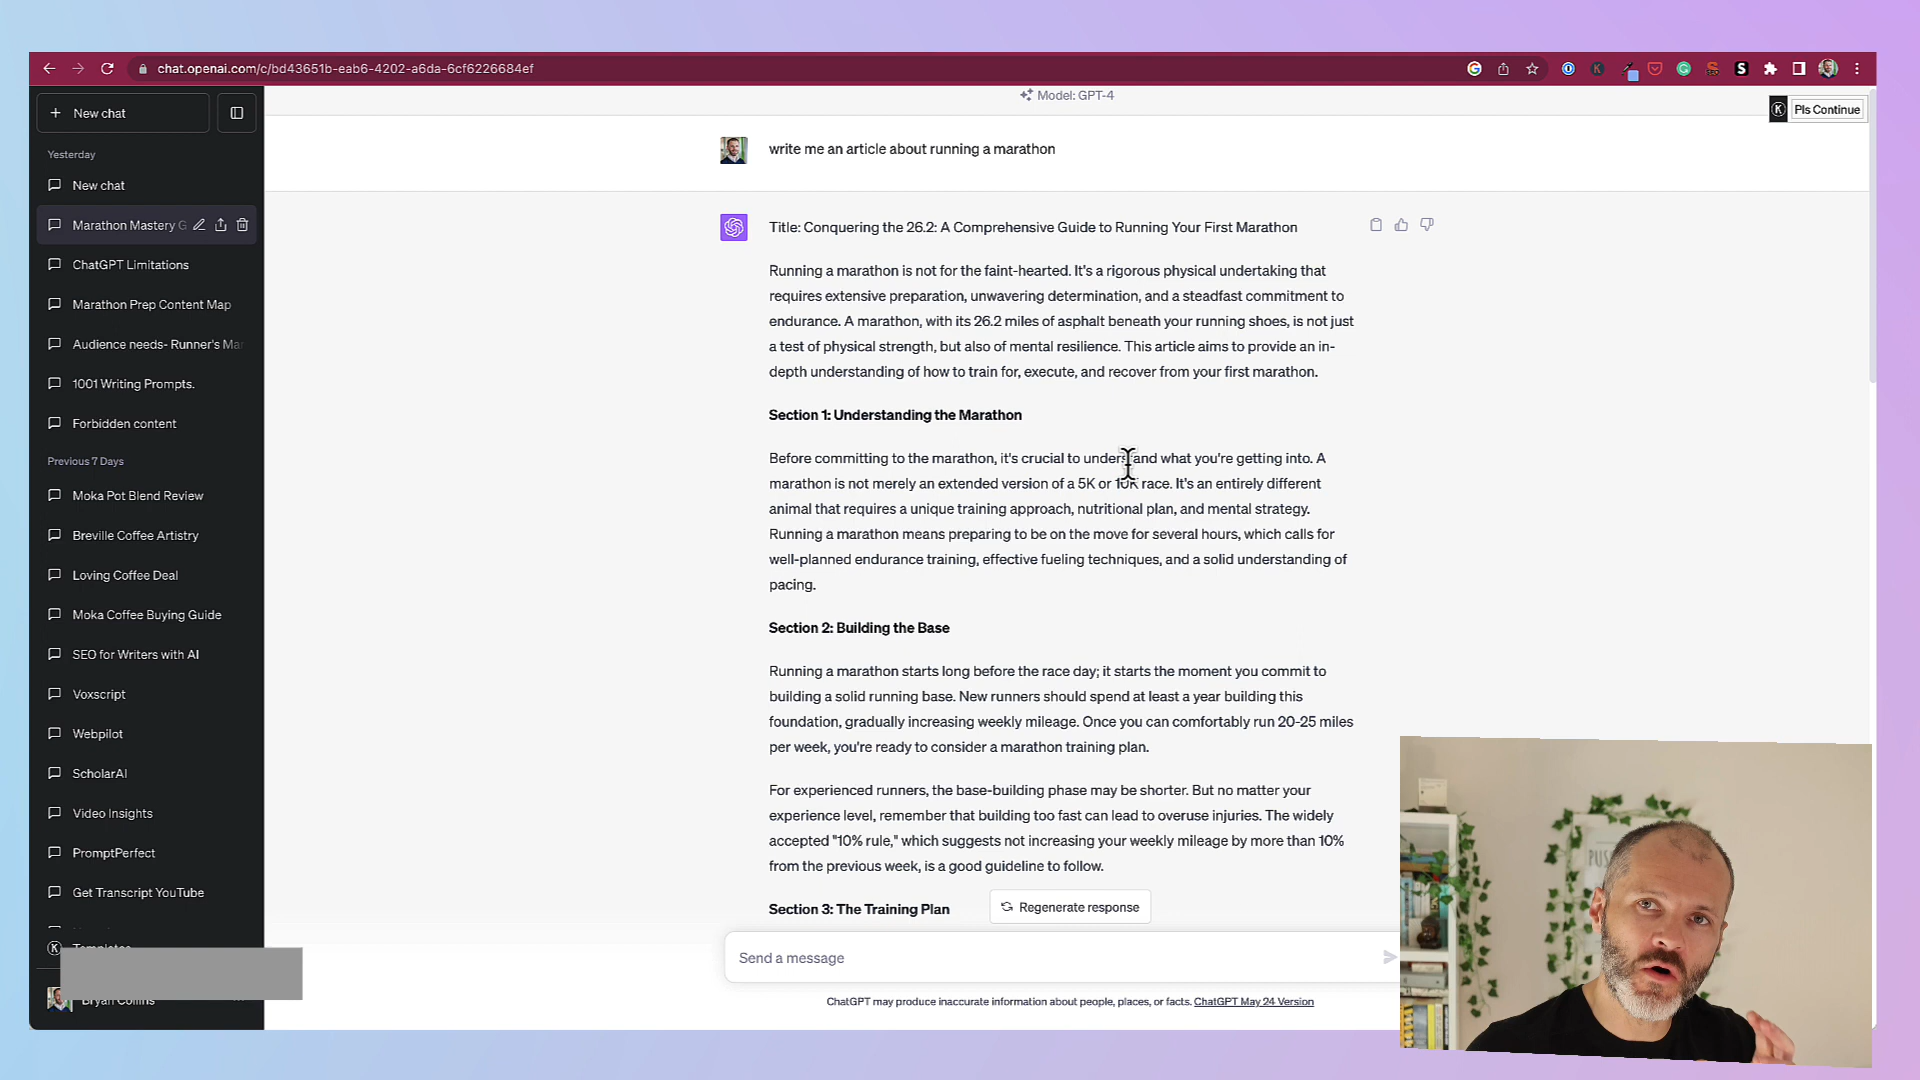 chat.openai.com/c/bd43651b-eab6-4202-a6da-6cf6226684ef
New chat
Model: GPT-4
Pls Continue
Yesterday
New chat
Marathon Mastery G
ChatGPT Limitations
Marathon Prep Content Map
Audience needs- Runner's Mar
1001 Writing Prompts.
Forbidden content
Previous 7 Days
Moka Pot Blend Review
Breville Coffee Artistry
Loving Coffee Deal
Moka Coffee Buying Guide
SEO for Writers with AI
Voxscript
Webpilot
ScholarAI
Video Insights
PromptPerfect
Get Transcript YouTube
Templates
Bryan Collins
write me an article about running a marathon
Title: Conquering the 26.2: A Comprehensive Guide to Running Your First Marathon
Running a marathon is not for the faint-hearted. It's a rigorous physical undertaking that
requires extensive preparation, unwavering determination, and a steadfast commitment to
endurance. A marathon, with its 26.2 miles of asphalt beneath your running shoes, is not just
a test of physical strength, but also of mental resilience. This article aims to provide an in-
depth understanding of how to train for, execute, and recover from your first marathon.
Section 1: Understanding the Marathon
Before committing to the marathon, it's crucial to understand what you're getting into. A
marathon is not merely an extended version of a 5K or 10K race. It's an entirely different
animal that requires a unique training approach, nutritional plan, and mental strategy.
Running a marathon means preparing to be on the move for several hours, which calls for
well-planned endurance training, effective fueling techniques, and a solid understanding of
pacing.
Section 2: Building the Base
Running a marathon starts long before the race day; it starts the moment you commit to
building a solid running base. New runners should spend at least a year building this
foundation, gradually increasing weekly mileage. Once you can comfortably run 20-25 miles
per week, you're ready to consider a marathon training plan.
For experienced runners, the base-building phase may be shorter. But no matter your
experience level, remember that building too fast can lead to overuse injuries. The widely
accepted "10% rule," which suggests not increasing your weekly mileage by more than 10%
from the previous week, is a good guideline to follow.
Section 3: The Training Plan
Regenerate response
Send a message
ChatGPT may produce inaccurate information about people, places, or facts. ChatGPT May 24 Version